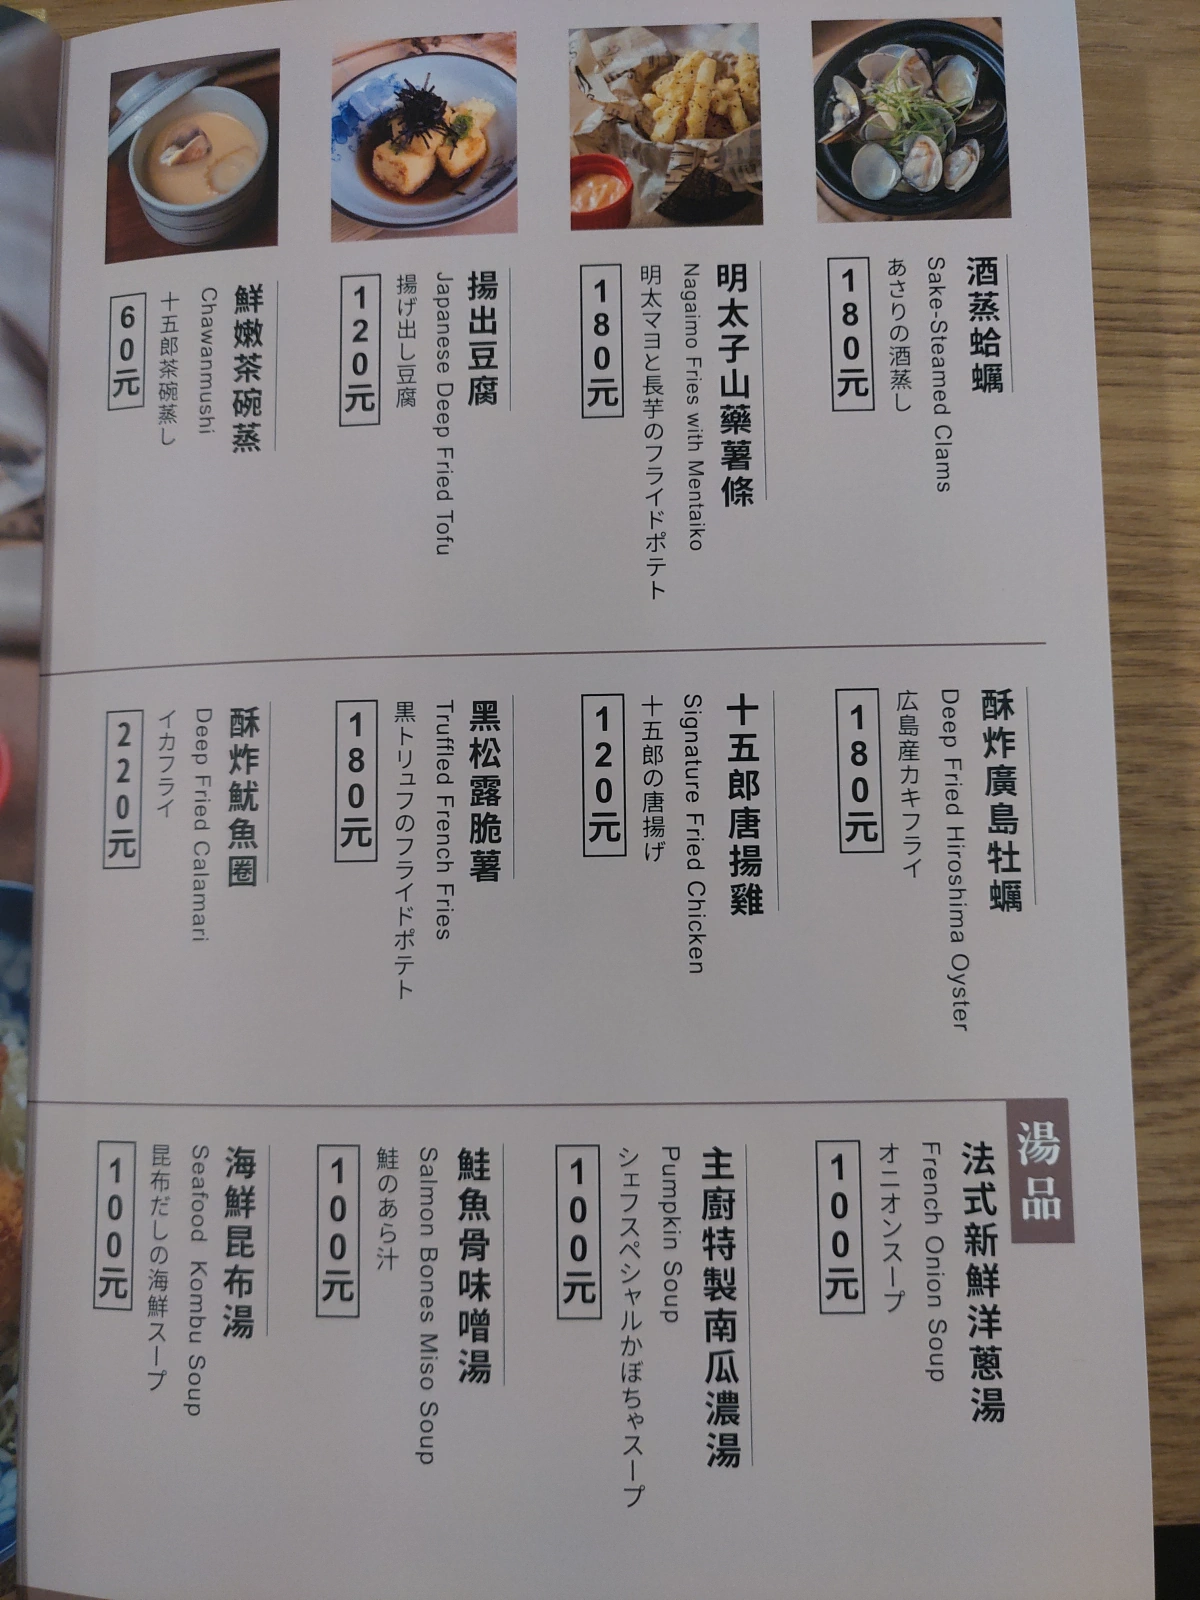 酒蒸蛤蠣
Sake-Steamed Clams
あさりの酒蒸し
180元
明太子山藥薯條
Nagaimo Fries with Mentaiko
明太マヨと長芋のフライドポテト
180元
揚出豆腐
Japanese Deep Fried Tofu
揚げ出し豆腐
120元
鮮嫩茶碗蒸
Chawanmushi
十五郎茶碗蒸し
60元
酥炸廣島牡蠣
Deep Fried Hiroshima Oyster
広島産カキフライ
180元
十五郎唐揚雞
Signature Fried Chicken
十五郎の唐揚げ
120元
黑松露脆薯
Truffled French Fries
黒トリュフのフライドポテト
180元
酥炸魷魚圈
Deep Fried Calamari
イカフライ
220元
湯品
法式新鮮洋蔥湯
French Onion Soup
オニオンスープ
100元
主廚特製南瓜濃湯
Pumpkin Soup
シェフスペシャルかぼちゃスープ
100元
鮭魚骨味噌湯
Salmon Bones Miso Soup
鮭のあら汁
100元
海鮮昆布湯
Seafood Kombu Soup
昆布だしの海鮮スープ
100元